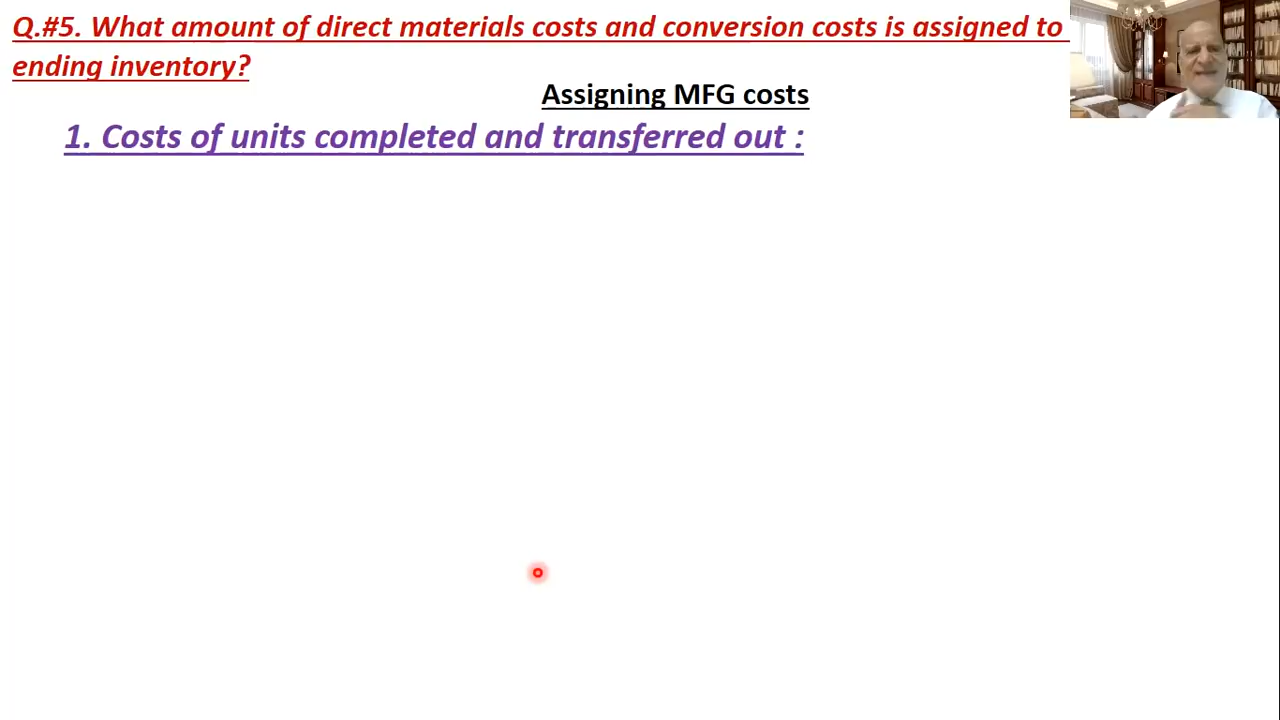 Q.#5. What amount of direct materials costs and conversion costs is assigned to
ending inventory?
Assigning MFG costs
1. Costs of units completed and transferred out :